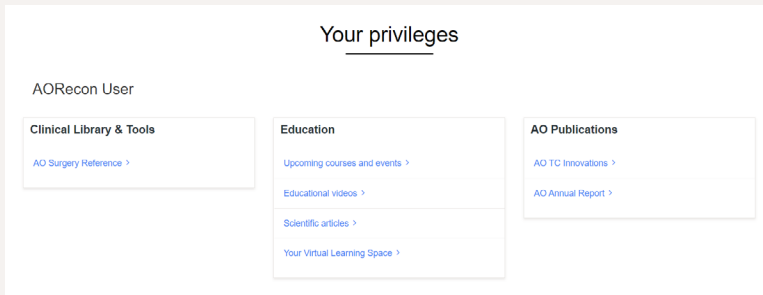 Your privileges
AORecon User
Clinical Library & Tools
AO Surgery Reference >
Education
Upcoming courses and events >
Educational videos >
Scientific articles >
Your Virtual Learning Space >
AO Publications
AO TC Innovations >
AO Annual Report >